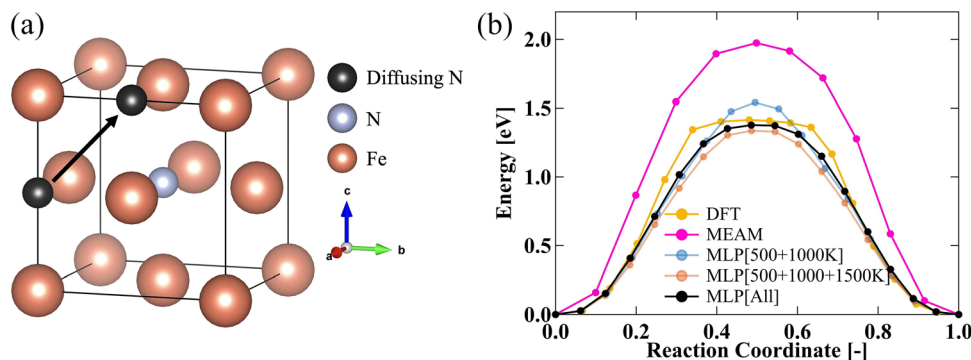 (a)
Diffusing N
N
Fe
c
a
b
(b)
Energy [eV]
2.0
1.5
1.0
0.5
0.0
DFT
MEAM
MLP[500+1000K]
MLP[500+1000+1500K]
MLP[All]
0.0 0.2 0.4 0.6 0.8 1.0
Reaction Coordinate [-]